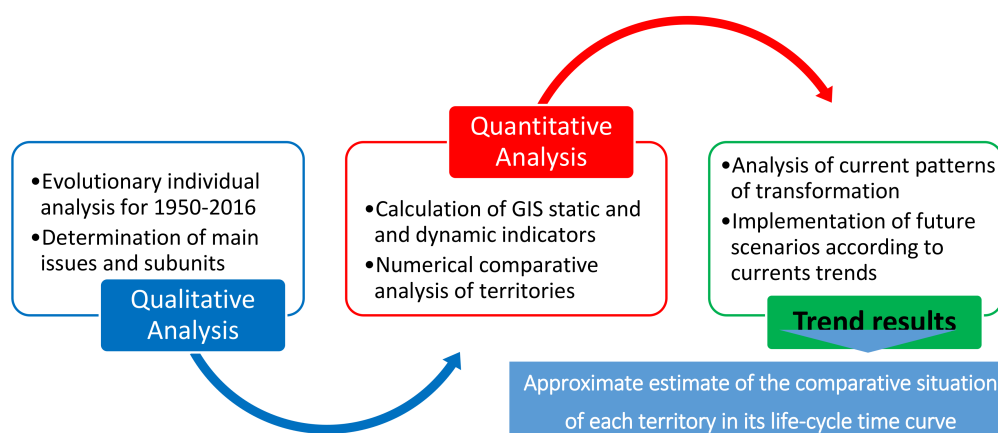 •Evolutionary individual
analysis for 1950-2016
•Determination of main
issues and subunits
Qualitative
Analysis
Quantitative
Analysis
•Calculation of GIS static and
and dynamic indicators
•Numerical comparative
analysis of territories
•Analysis of current patterns
of transformation
•Implementation of future
scenarios according to
currents trends
Trend results
Approximate estimate of the comparative situation
of each territory in its life-cycle time curve